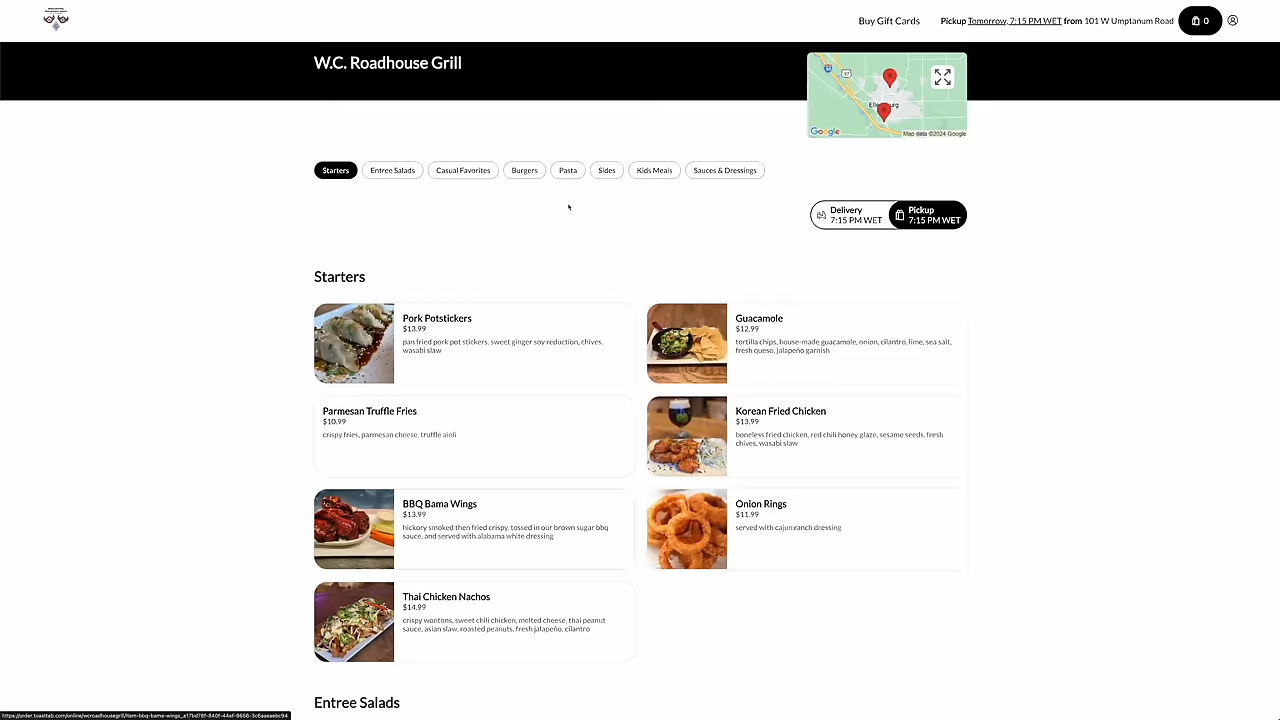 Buy Gift Cards
Pickup Tomorrow, 7:15 PM WET from 101 W Umptanum Road
0
W.C. Roadhouse Grill
97
Google
Map data ©2024 Google
Starters
Entree Salads
Casual Favorites
Burgers
Pasta
Sides
Kids Meals
Sauces & Dressings
Delivery
7:15 PM WET
Pickup
7:15 PM WET
Starters
Pork Potstickers
$13.99
pan fried pork pot stickers, sweet ginger soy reduction, chives,
wasabi slaw
Guacamole
$12.99
tortilla chips, house-made guacamole, onion, cilantro, lime, sea salt,
fresh queso, jalapeño garnish
Parmesan Truffle Fries
$10.99
crispy fries, parmesan cheese, truffle aioli
Korean Fried Chicken
$13.99
boneless fried chicken, red chili honey glaze, sesame seeds, fresh
chives, wasabi slaw
BBQ Bama Wings
$13.99
hickory smoked then fried crispy, tossed in our brown sugar bbq
sauce, and served with alabama white dressing
Onion Rings
$11.99
served with cajun ranch dressing
Thai Chicken Nachos
$14.99
crispy wontons, sweet chili chicken, melted cheese, thai peanut
sauce, asian slaw, roasted peanuts, fresh jalapeño, cilantro
Entree Salads